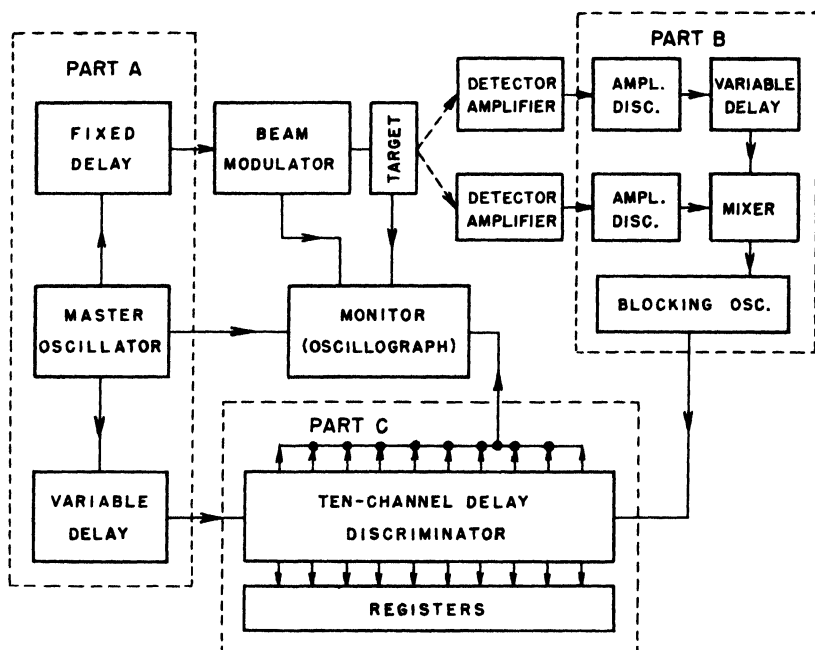 PART A
FIXED
DELAY
BEAM
MODULATOR
TARGET
DETECTOR
AMPLIFIER
PART B
AMPL.
DISC.
VARIABLE
DELAY
DETECTOR
AMPLIFIER
AMPL.
DISC.
MIXER
MASTER
OSCILLATOR
MONITOR
(OSCILLOGRAPH)
BLOCKING OSC.
PART C
VARIABLE
DELAY
TEN-CHANNEL DELAY
DISCRIMINATOR
REGISTERS